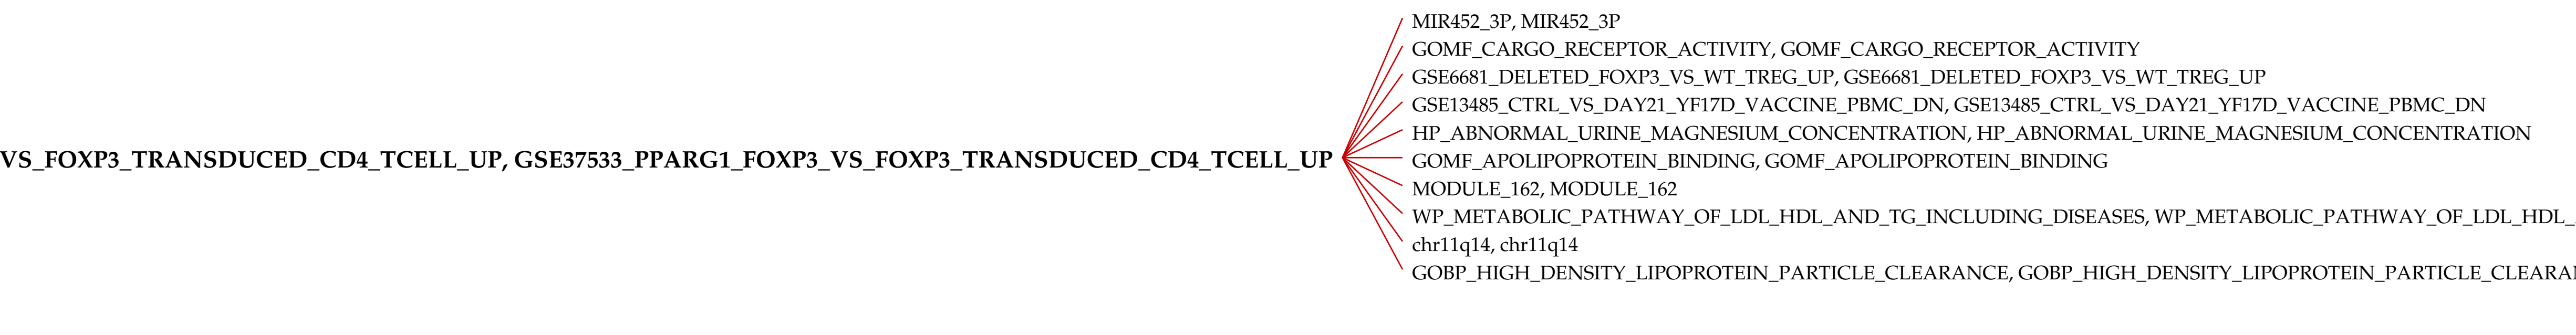 MIR452_3P, MIR452_3P
GOMF_CARGO_RECEPTOR_ACTIVITY, GOMF_CARGO_RECEPTOR_ACTIVITY
GSE6681_DELETED_FOXP3_VS_WT_TREG_UP, GSE6681_DELETED_FOXP3_VS_WT_TREG_UP
GSE13485_CTRL_VS_DAY21_YF17D_VACCINE_PBMC_DN, GSE13485_CTRL_VS_DAY21_YF17D_VACCINE_PBMC_DN
HP_ABNORMAL_URINE_MAGNESIUM_CONCENTRATION, HP_ABNORMAL_URINE_MAGNESIUM_CONCENTRATION
VS_FOXP3_TRANSDUCED_CD4_TCELL_UP, GSE37533_PPARG1_FOXP3_VS_FOXP3_TRANSDUCED_CD4_TCELL_UP
GOMF_APOLIPOPROTEIN_BINDING, GOMF_APOLIPOPROTEIN_BINDING
MODULE_162, MODULE_162
WP_METABOLIC_PATHWAY_OF_LDL_HDL_AND_TG_INCLUDING_DISEASES, WP_METABOLIC_PATHWAY_OF_LDL_HDL_
chr11q14, chr11q14
GOBP_HIGH_DENSITY_LIPOPROTEIN_PARTICLE_CLEARANCE, GOBP_HIGH_DENSITY_LIPOPROTEIN_PARTICLE_CLEARA